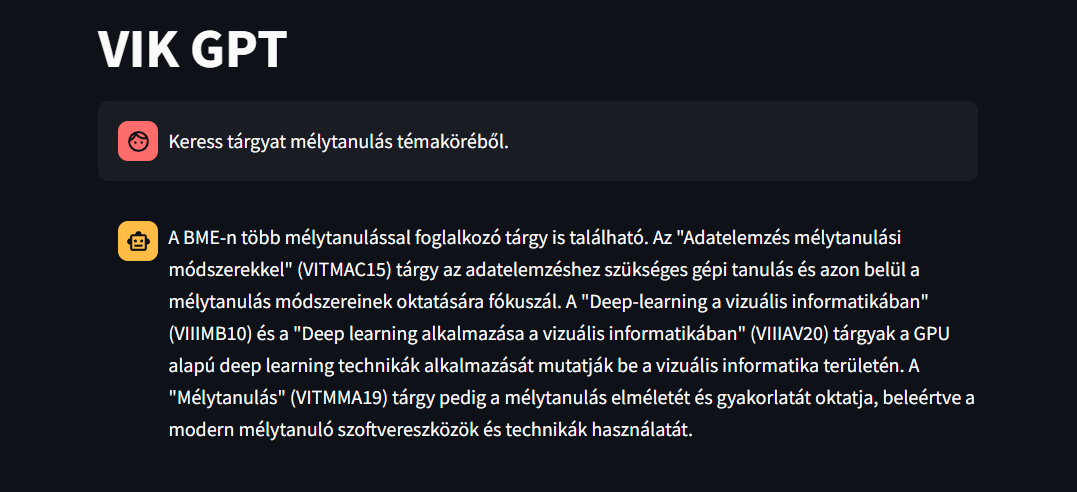 VIK GPT
Keress tárgyat mélytanulás témaköréből.
A BME-n több mélytanulással foglalkozó tárgy is található. Az "Adatelemzés mélytanulási
módszerekkel" (VITMAC15) tárgy az adatelemzéshez szükséges gépi tanulás és azon belül a
mélytanulás módszereinek oktatására fókuszál. A "Deep-learning a vizuális informatikában"
(VIIIMB10) és a "Deep learning alkalmazása a vizuális informatikában" (VIIIAV20) tárgyak a GPU
alapú deep learning technikák alkalmazását mutatják be a vizuális informatika területén. A
"Mélytanulás" (VITMMA19) tárgy pedig a mélytanulás elméletét és gyakorlatát oktatja, beleértve a
modern mélytanuló szoftvereszközök és technikák használatát.